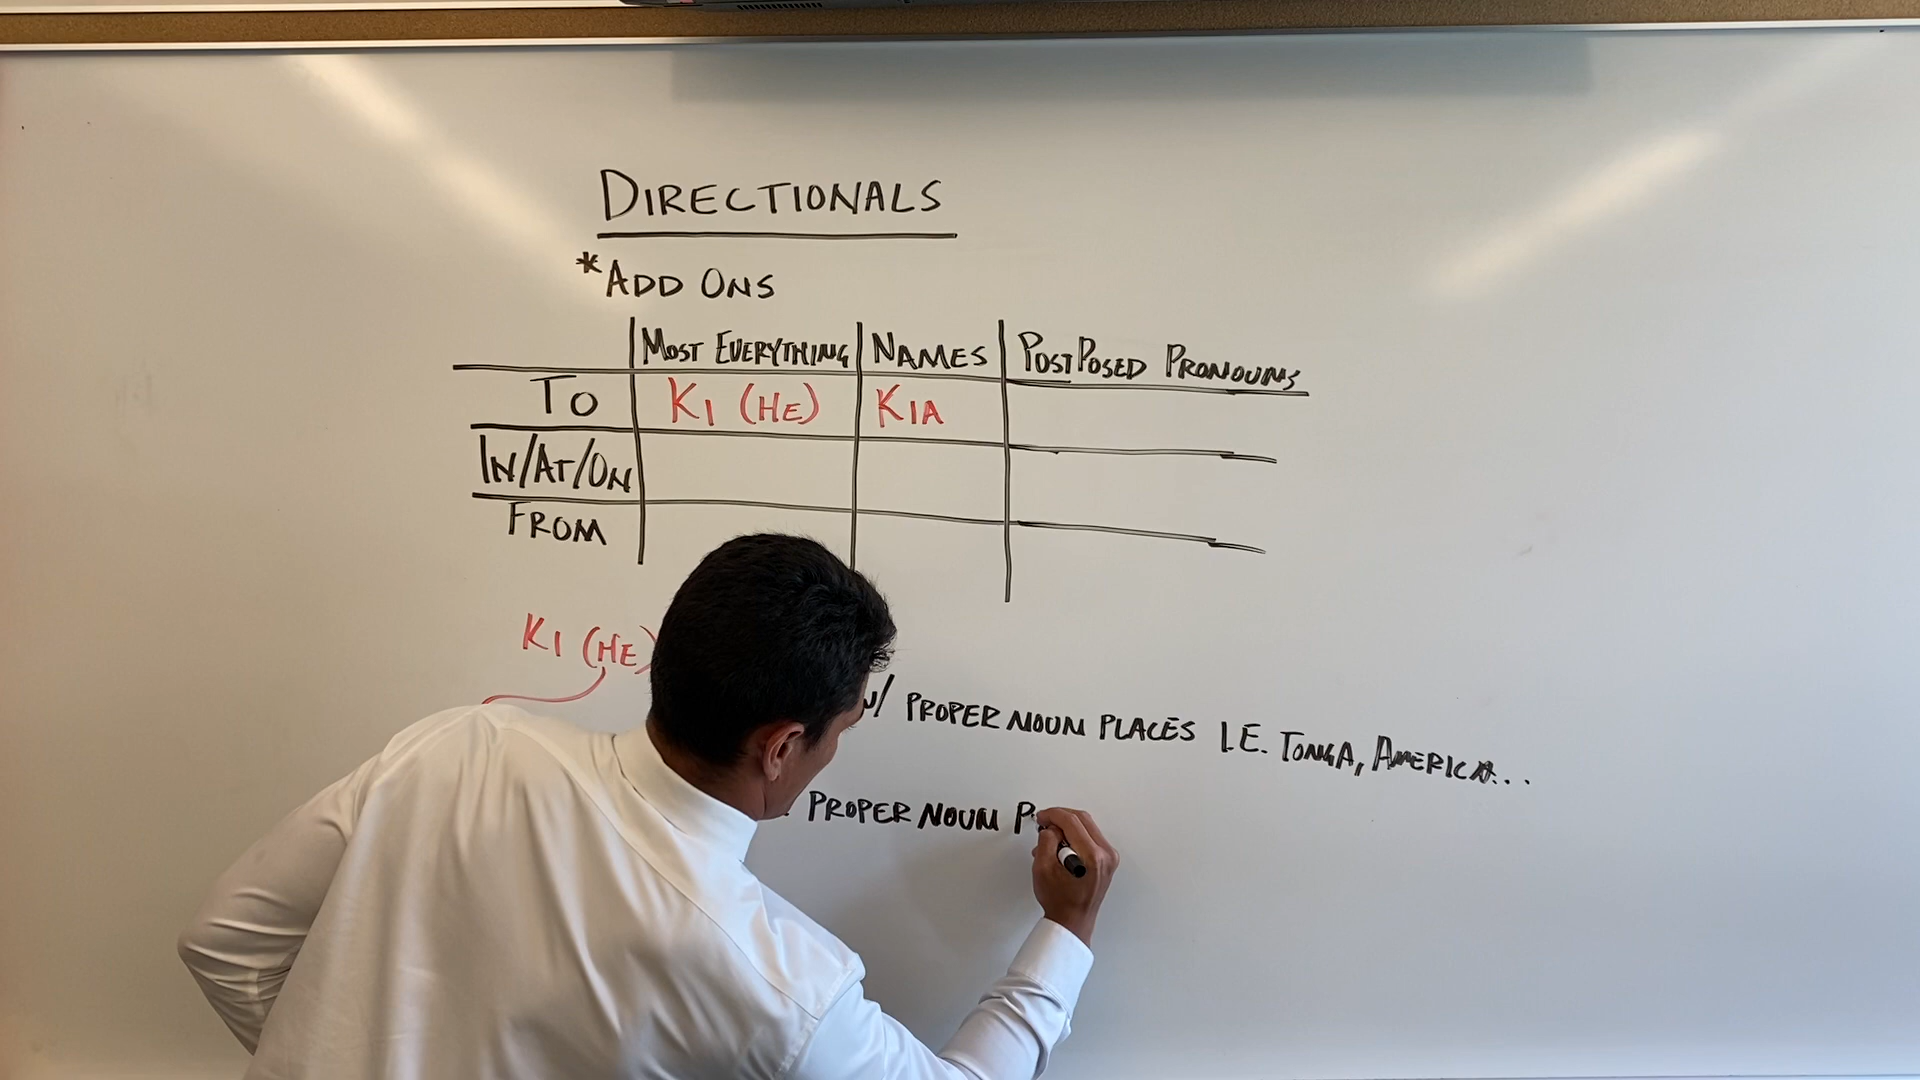 DIRECTIONALS
*ADD ONS
MOST EVERYTHING NAMES POSTPOSED PRONOUNS
TO KI (HE) KIA
IN/AT/ON
FROM
KI (HE)
W/ PROPER NOUN PLACES I.E. TONGA, AMERICA...
PROPER NOUN